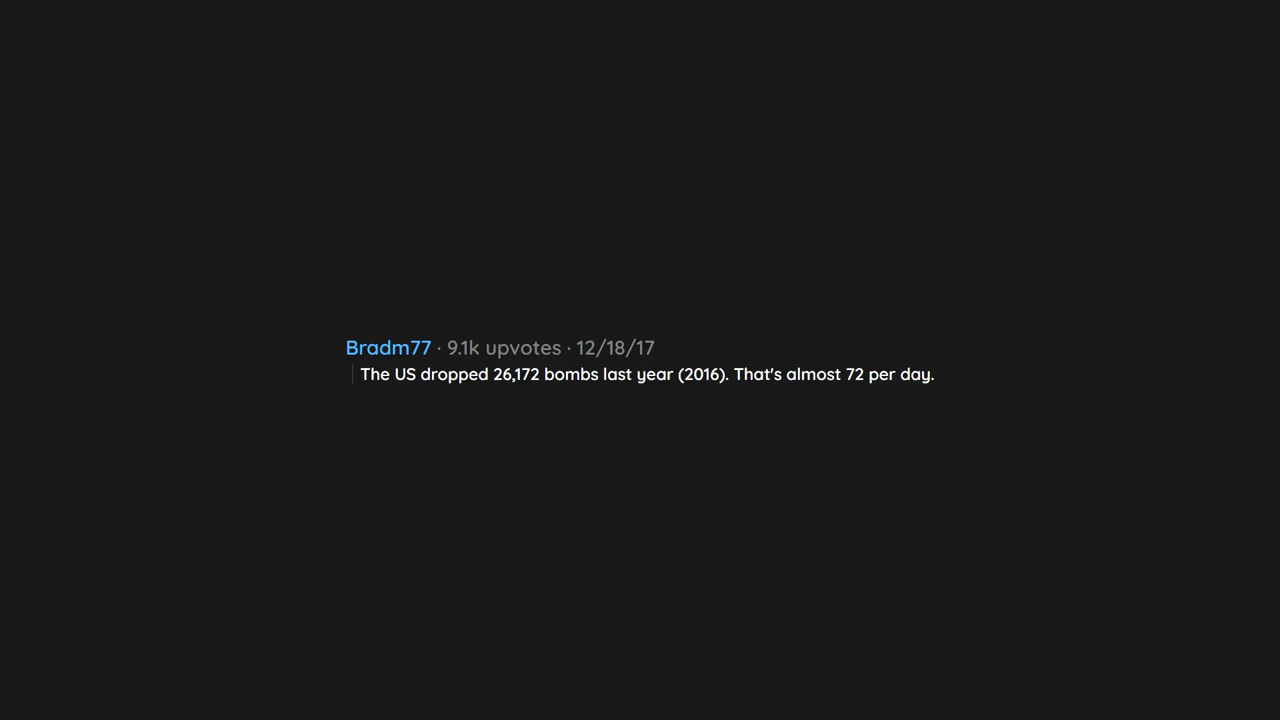 Bradm77 · 9.1k upvotes · 12/18/17
The US dropped 26,172 bombs last year (2016). That's almost 72 per day.